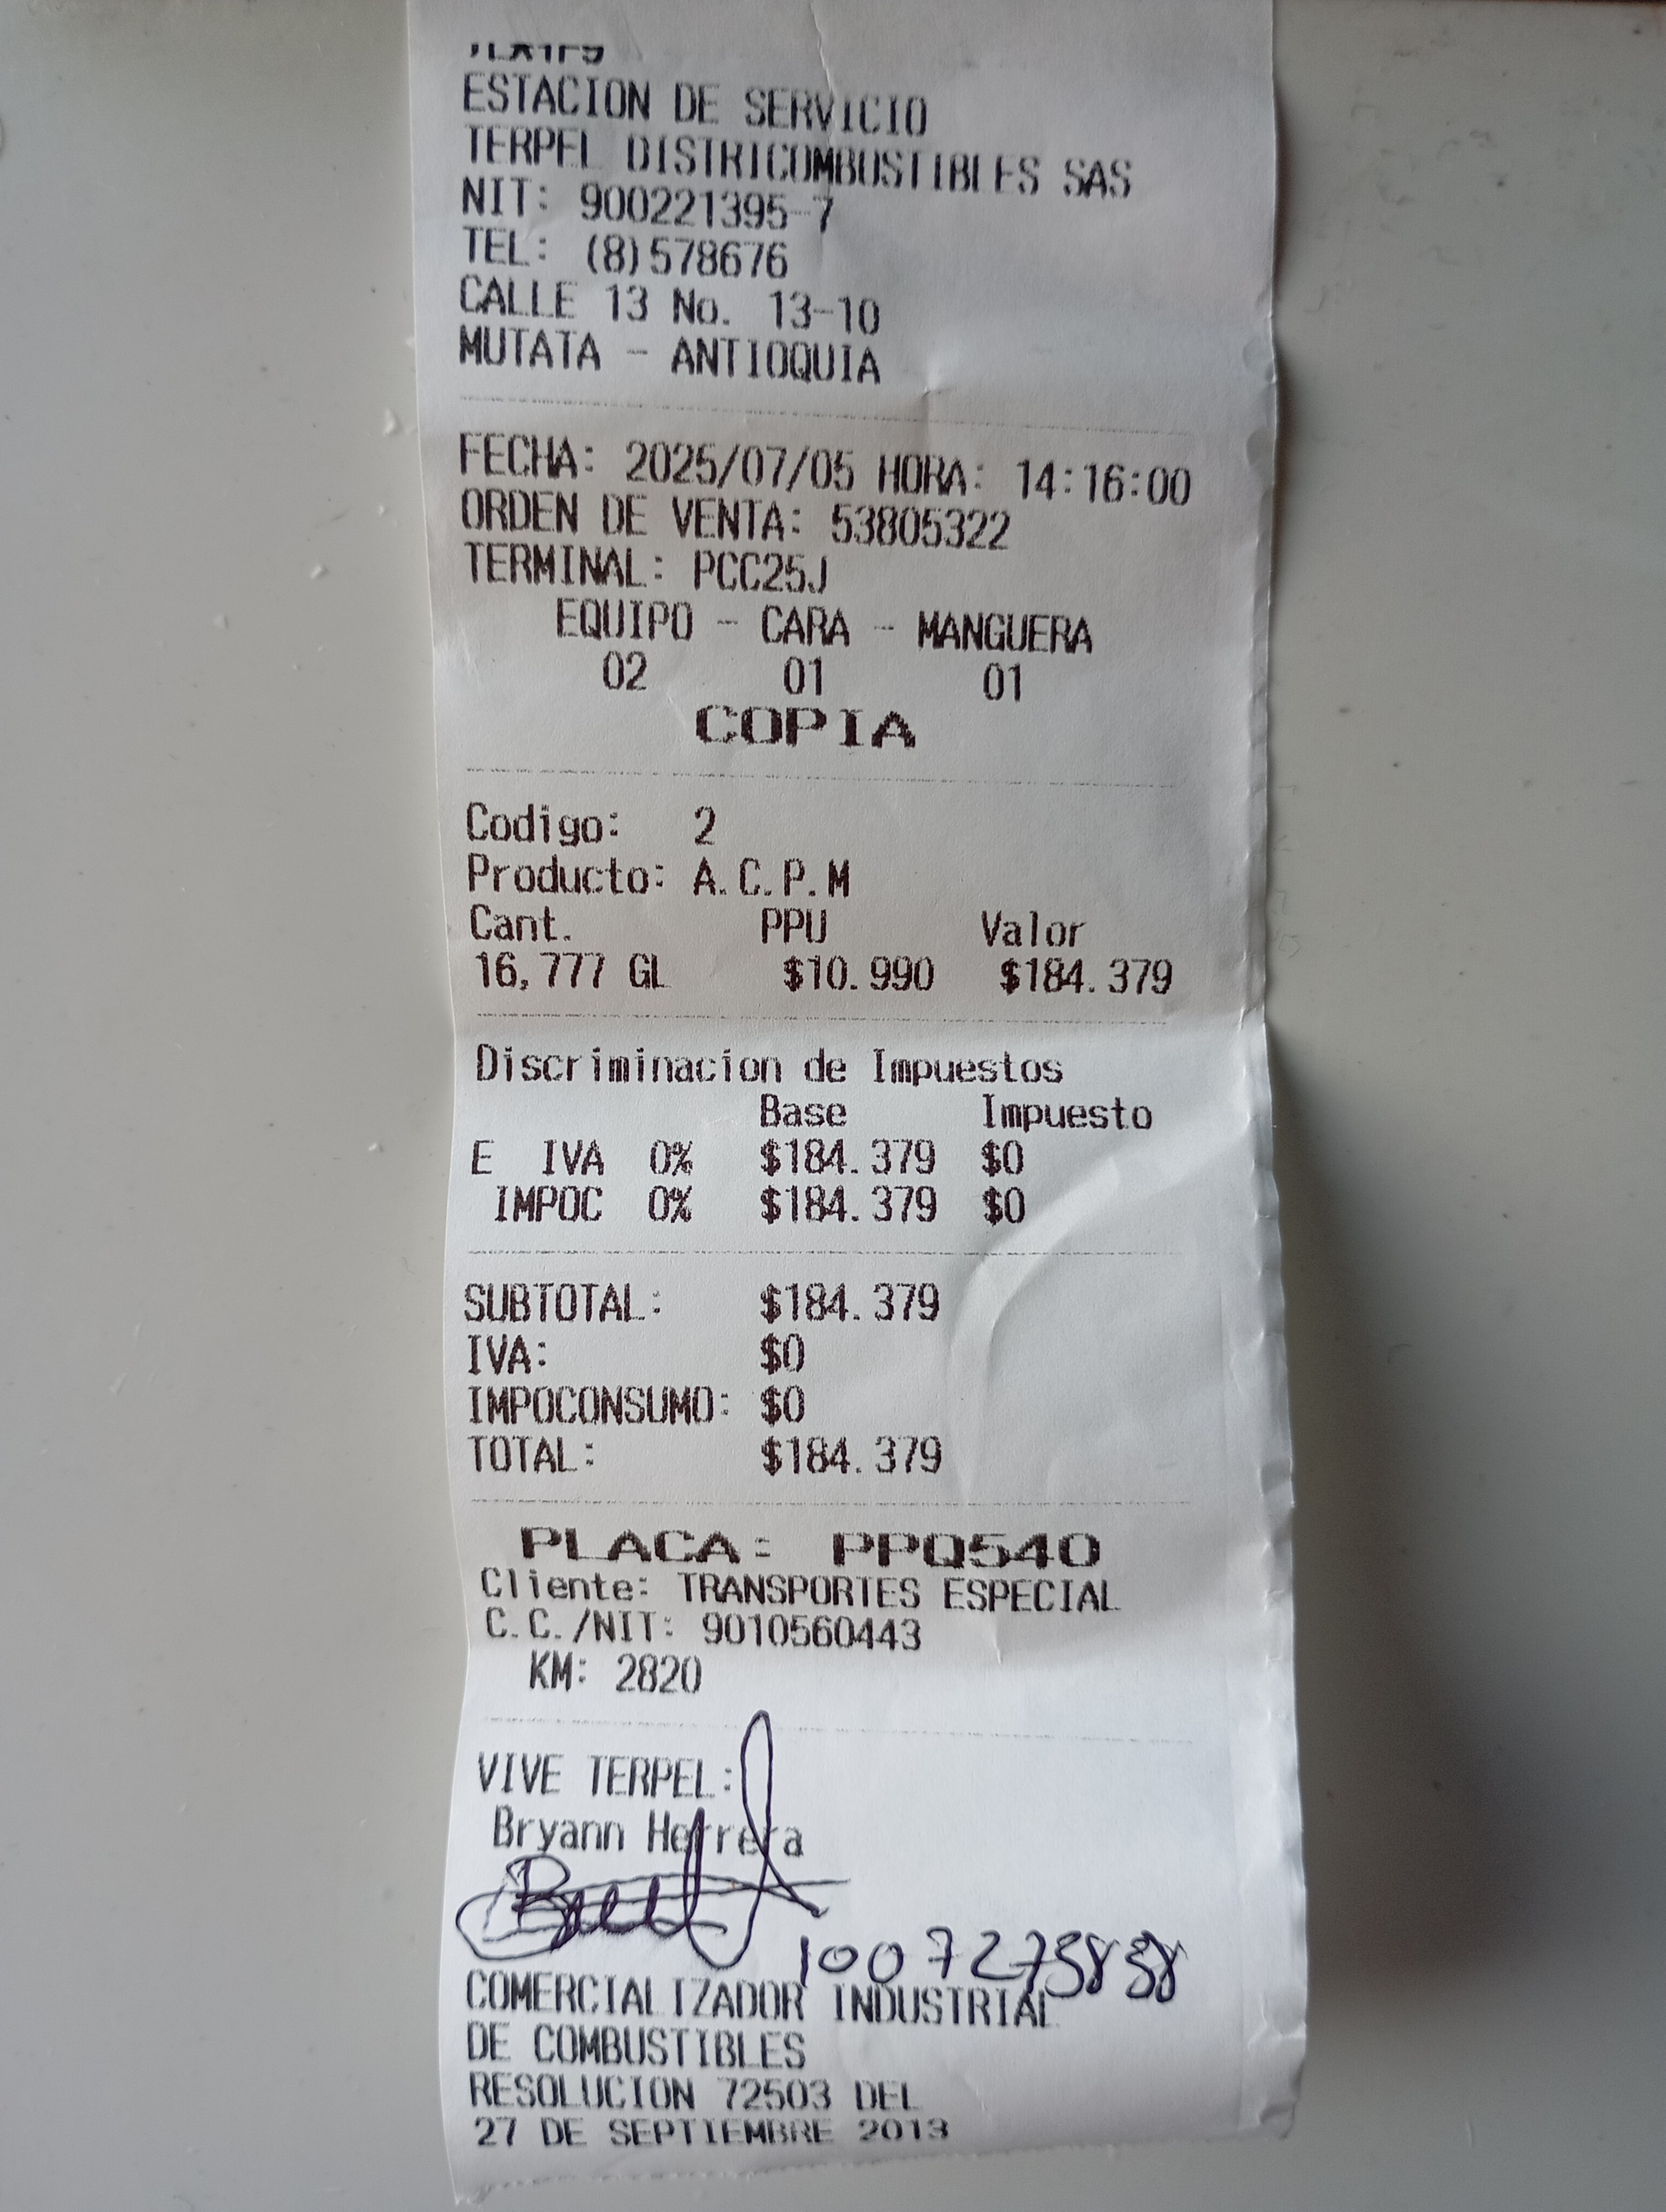 ESTACION DE SERVICIO
TERPEL DISTRICOMBUSTIBLES SAS
NIT: 900221395-7
TEL: (8)578676
CALLE 13 No. 13-10
MUTATA - ANTIOQUIA
FECHA: 2025/07/05 HORA: 14:16:00
ORDEN DE VENTA: 53805322
TERMINAL: PCC25J
EQUIPO - CARA - MANGUERA
02 01 01
COPIA
Codigo: 2
Producto: A.C.P.M
Cant. PPU Valor
16,777 GL $10.990 $184.379
Discriminacion de Impuestos
Base Impuesto
E IVA 0% $184.379 $0
IMPOC 0% $184.379 $0
SUBTOTAL: $184.379
IVA: $0
IMPOCONSUMO: $0
TOTAL: $184.379
PLACA: PPQ540
Cliente: TRANSPORTES ESPECIAL
C.C./NIT: 9010560443
KM: 2820
VIVE TERPEL:
Bryann Herrera
COMERCIALIZADOR INDUSTRIAL
DE COMBUSTIBLES
RESOLUCION 72503 DEL
27 DE SEPTIEMBRE 2013